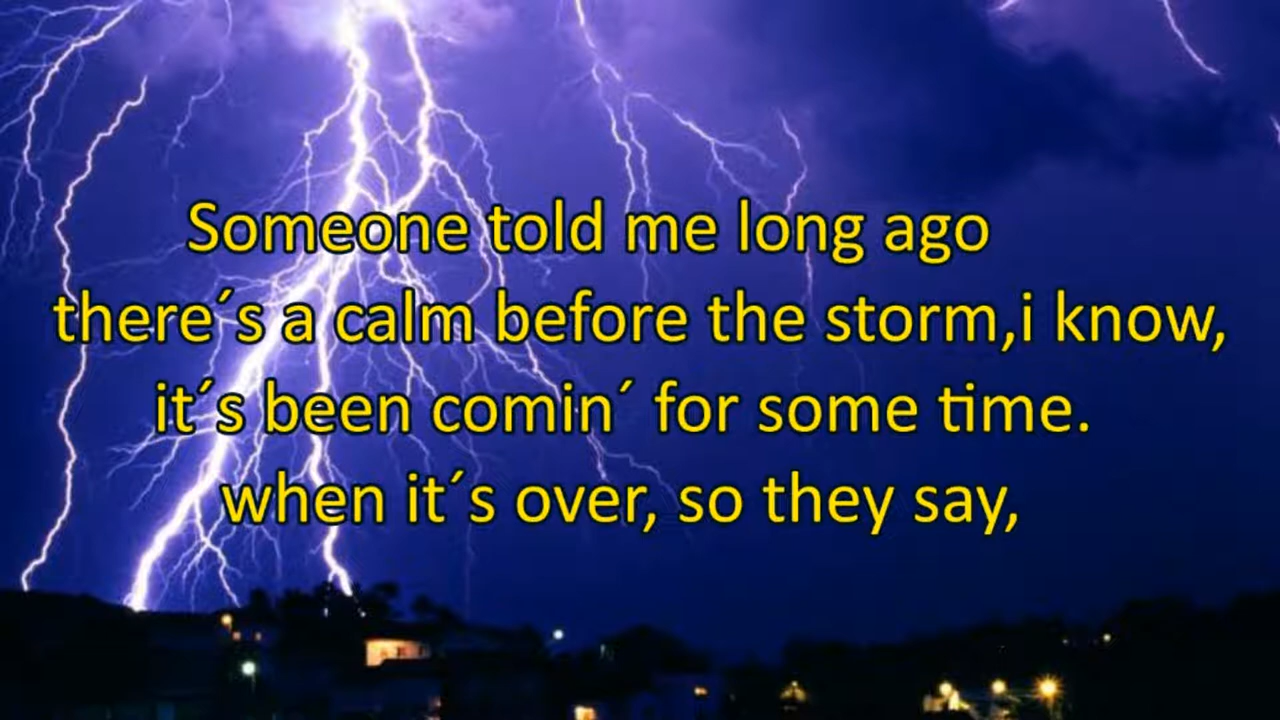 Someone told me long ago
there´s a calm before the storm,i know,
it´s been comin´ for some time.
when it´s over, so they say,